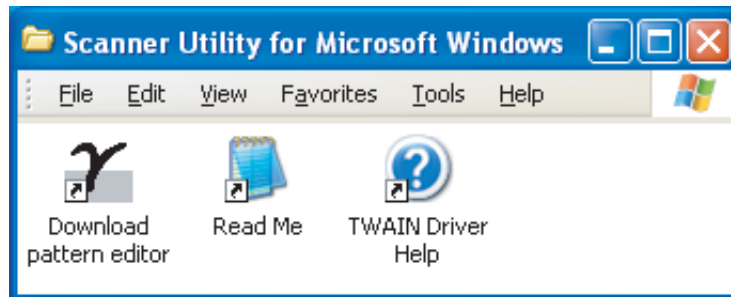 Scanner Utility for Microsoft Windows
File Edit View Favorites Tools Help
Download pattern editor
Read Me
TWAIN Driver Help